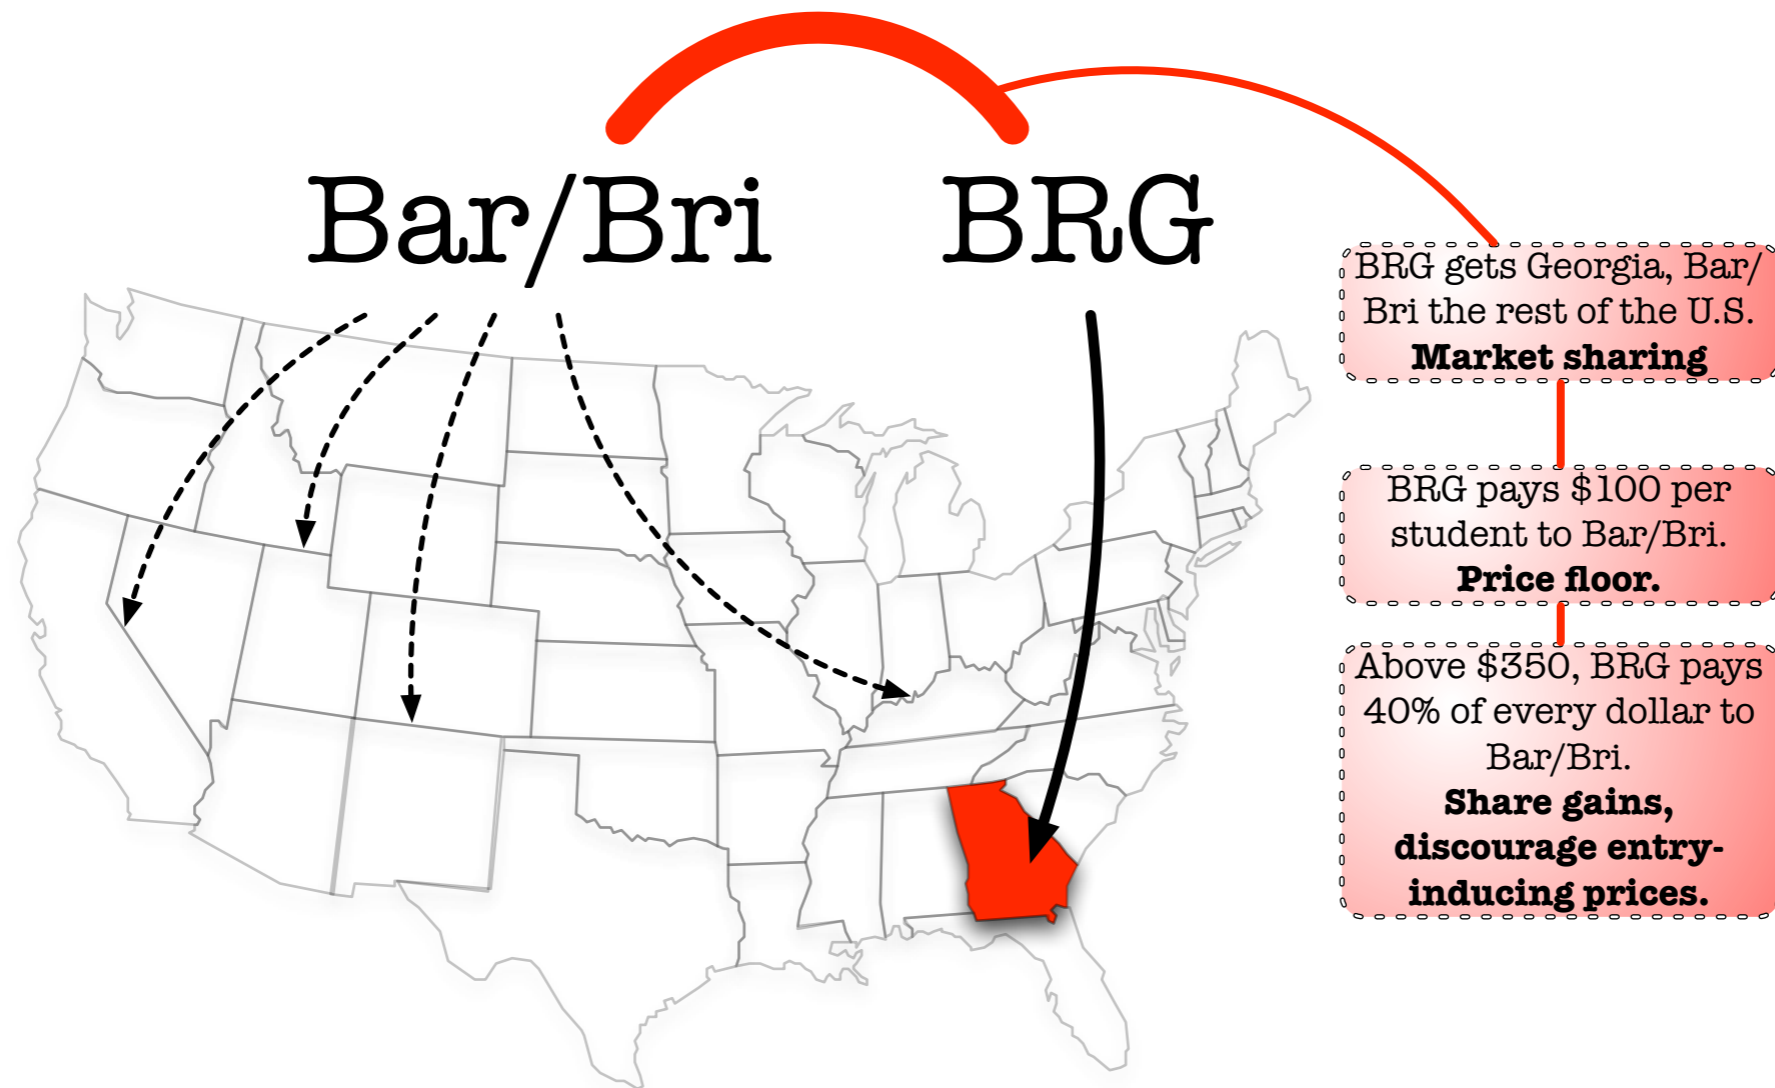 Bar/Bri
BRG
BRG gets Georgia, Bar/
Bri the rest of the U.S.
Market sharing
BRG pays $100 per
student to Bar/Bri.
Price floor.
Above $350, BRG pays
40% of every dollar to
Bar/Bri.
Share gains,
discourage entry-
inducing prices.